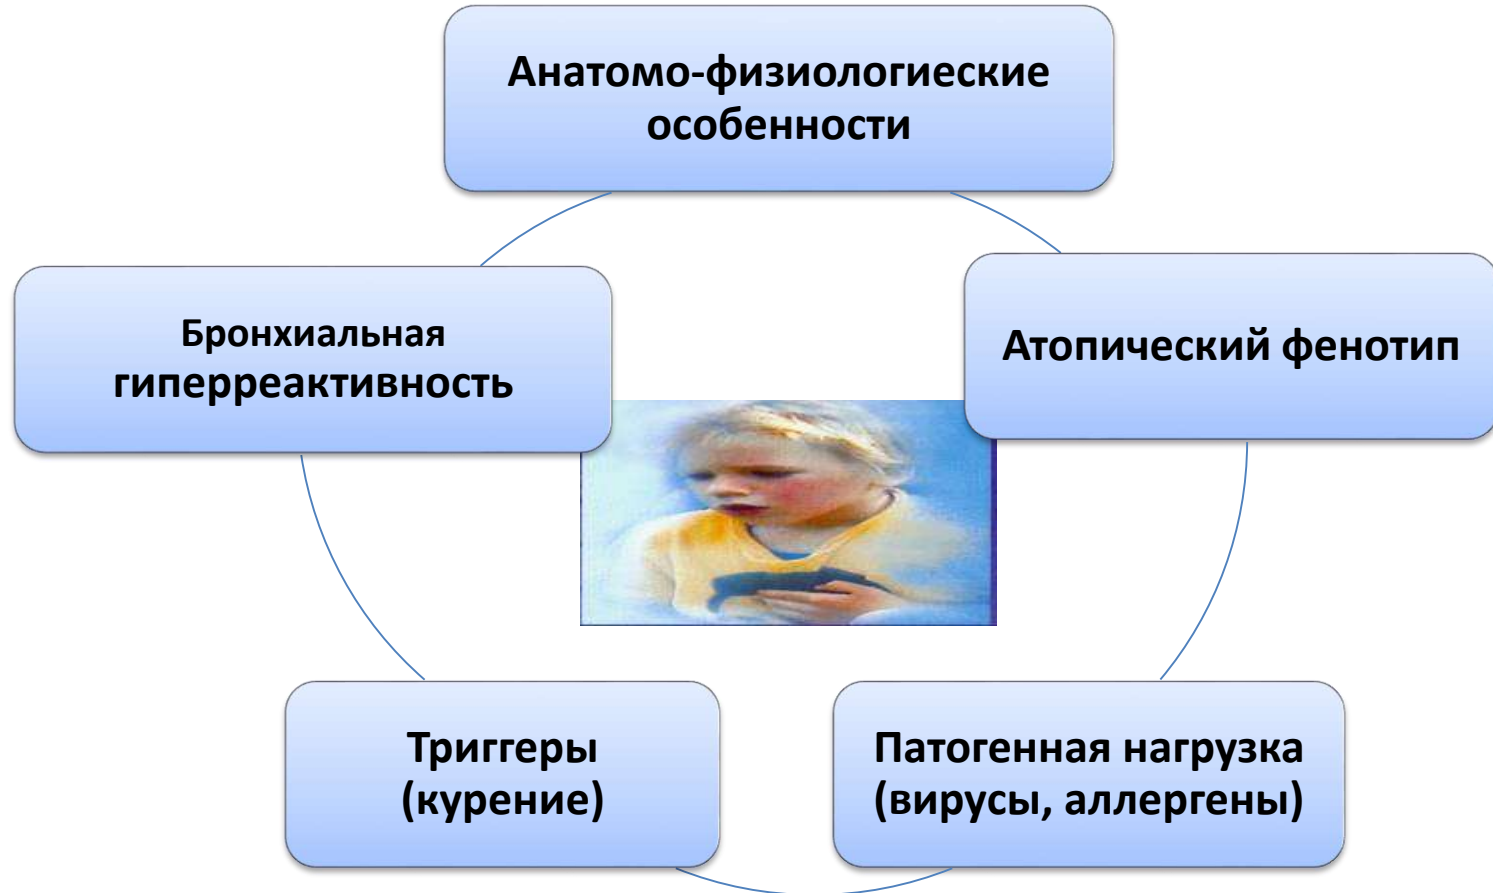 Анатомо-физиологиеские
особенности
Бронхиальная
гиперреактивность
Атопический фенотип
Триггеры
(курение)
Патогенная нагрузка
(вирусы, аллергены)